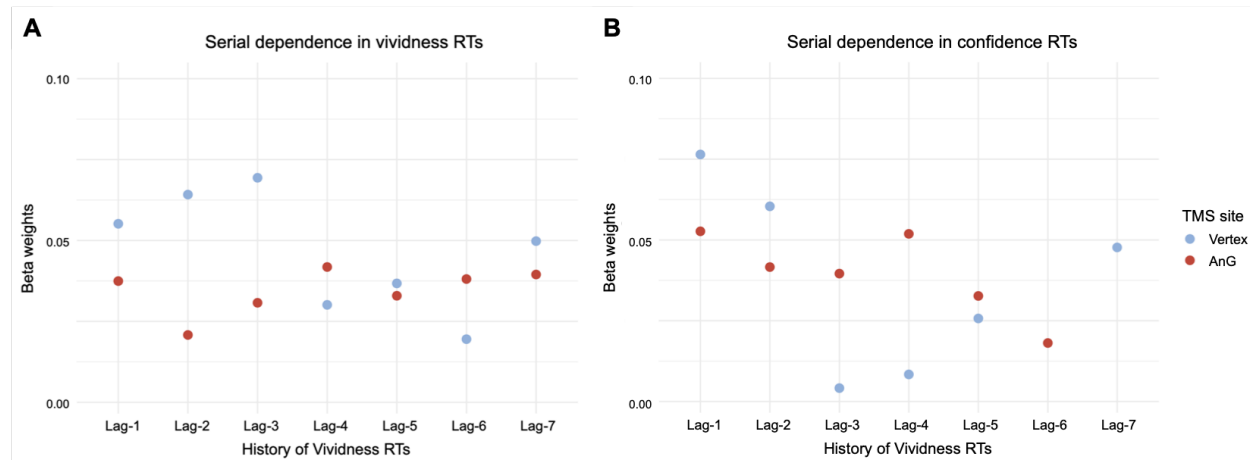 A
Serial dependence in vividness RTs
0.10
0.05
0.00
Beta weights
Lag-1 Lag-2 Lag-3 Lag-4 Lag-5 Lag-6 Lag-7
History of Vividness RTs
B
Serial dependence in confidence RTs
0.10
0.05
0.00
Beta weights
Lag-1 Lag-2 Lag-3 Lag-4 Lag-5 Lag-6 Lag-7
History of Vividness RTs
TMS site
Vertex
AnG